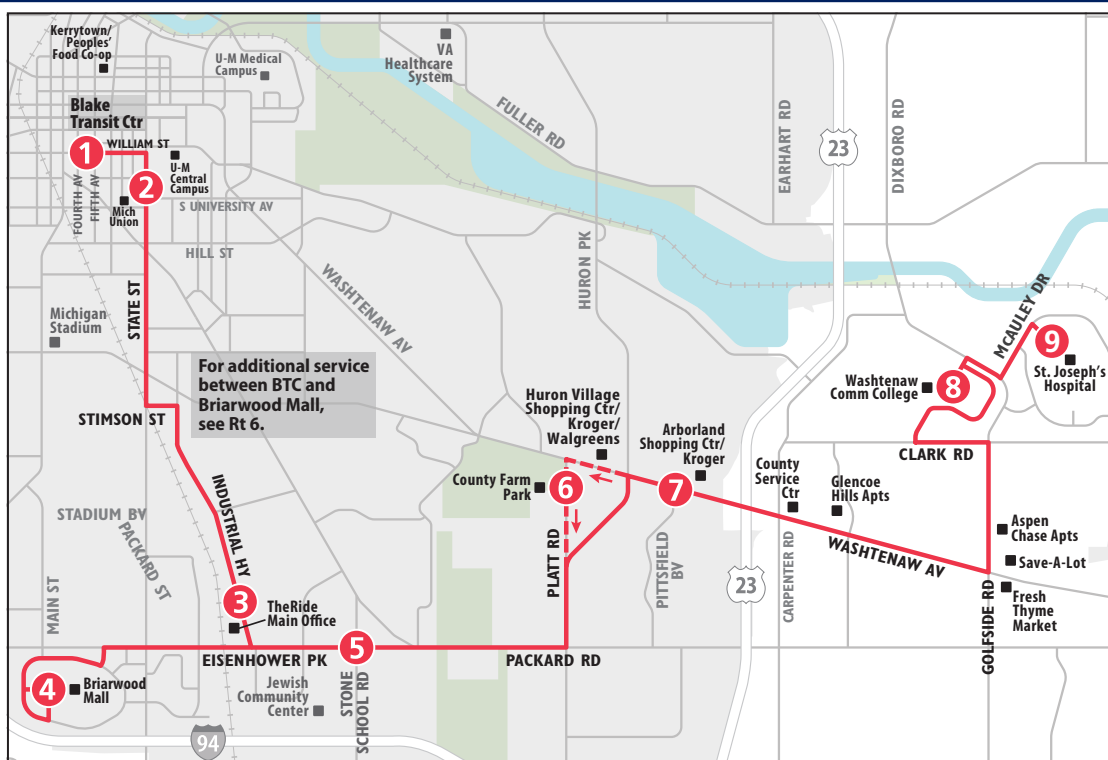 Kerrytown/
Peoples'
Food Co-op
U-M Medical
Campus
VA
Healthcare
System
FULLER RD
EARHART RD
23
DIXBORO RD
Blake
Transit Ctr
1
WILLIAM ST
2
U-M
Central
Campus
FOURTH AV
FIFTH AV
Mich
Union
S UNIVERSITY AV
HILL ST
STATE ST
WASHTENAW AV
HURON PK
Michigan
Stadium
McAULEY DR
9
St. Joseph's
Hospital
For additional service
between BTC and
Briarwood Mall,
see Rt 6.
STIMSON ST
Huron Village
Shopping Ctr/
Kroger/
Walgreens
Arborland
Shopping Ctr/
Kroger
Washtenaw
Comm College
8
CLARK RD
County Farm
Park
6
7
County
Service
Ctr
Glencoe
Hills Apts
INDUSTRIAL HY
STADIUM BV
PACKARD ST
PLATT RD
PITTSFIELD
BV
WASHTENAW AV
Aspen
Chase Apts
Save-A-Lot
Fresh
Thyme
Market
MAIN ST
3
TheRide
Main Office
23
CARPENTER RD
GOLFSIDE RD
EISENHOWER PK
5
PACKARD RD
4
Briarwood
Mall
Jewish
Community
Center
STONE
SCHOOL RD
94